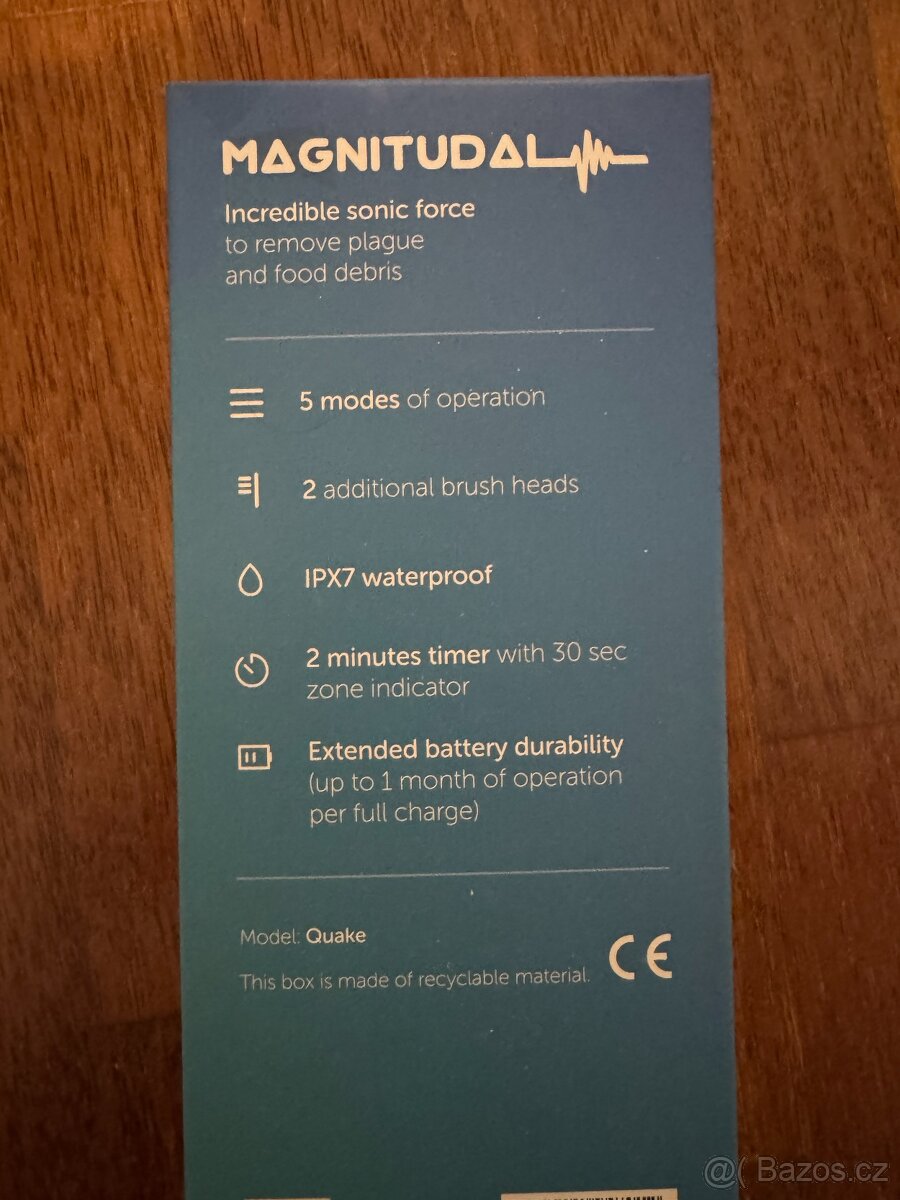 MAGNITUDAL
Incredible sonic force
to remove plague
and food debris
5 modes of operation
2 additional brush heads
IPX7 waterproof
2 minutes timer with 30 sec
zone indicator
Extended battery durability
(up to 1 month of operation
per full charge)
Model: Quake
This box is made of recyclable material.
CE
@( Bazos.cz